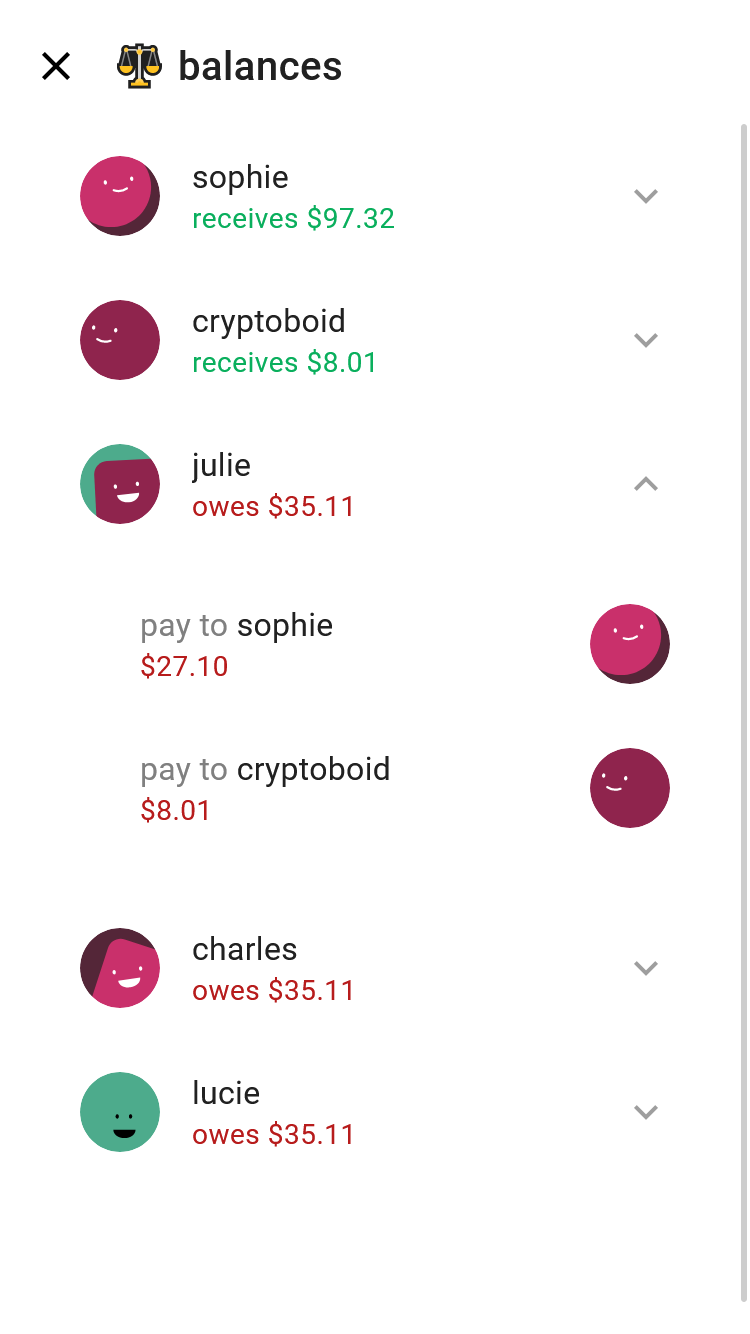 balances
sophie
receives $97.32
cryptoboid
receives $8.01
julie
owes $35.11
pay to sophie
$27.10
pay to cryptoboid
$8.01
charles
owes $35.11
lucie
owes $35.11